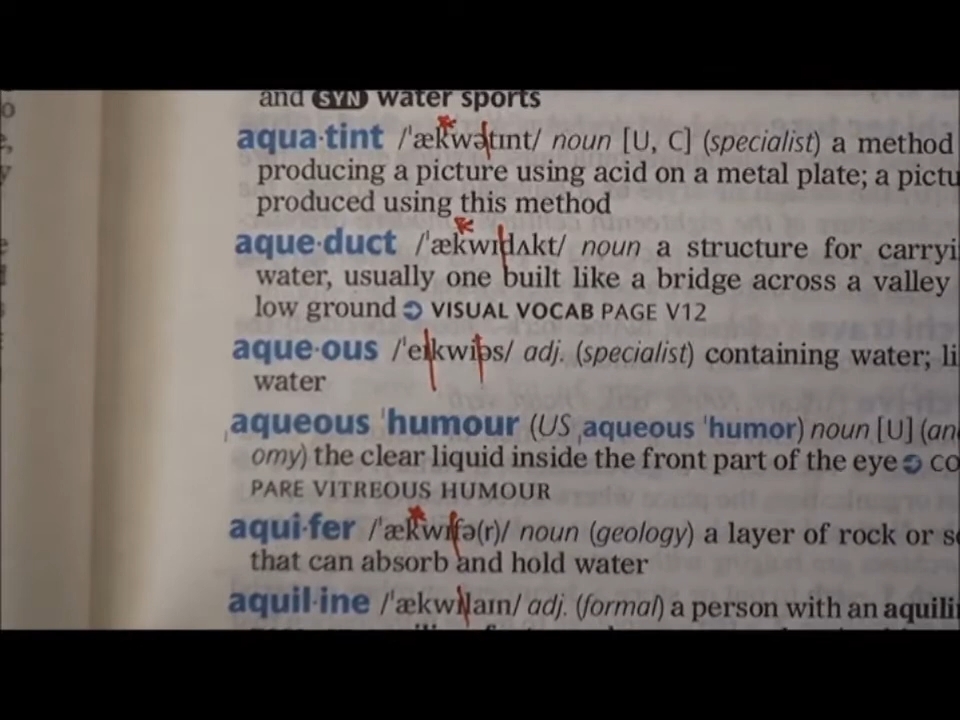 and SYN water sports
aqua·tint /ˈækwətɪnt/ noun [U, C] (specialist) a method
producing a picture using acid on a metal plate; a pictu
produced using this method
aque·duct /ˈækwɪdʌkt/ noun a structure for carryi
water, usually one built like a bridge across a valley
low ground ➲ VISUAL VOCAB PAGE V12
aque·ous /ˈeɪkwiəs/ adj. (specialist) containing water; li
water
ˌaqueous ˈhumour (US ˌaqueous ˈhumor) noun [U] (ana
omy) the clear liquid inside the front part of the eye ➲ CO
PARE VITREOUS HUMOUR
aqui·fer /ˈækwɪfə(r)/ noun (geology) a layer of rock or s
that can absorb and hold water
aquil·ine /ˈækwɪlaɪn/ adj. (formal) a person with an aquili